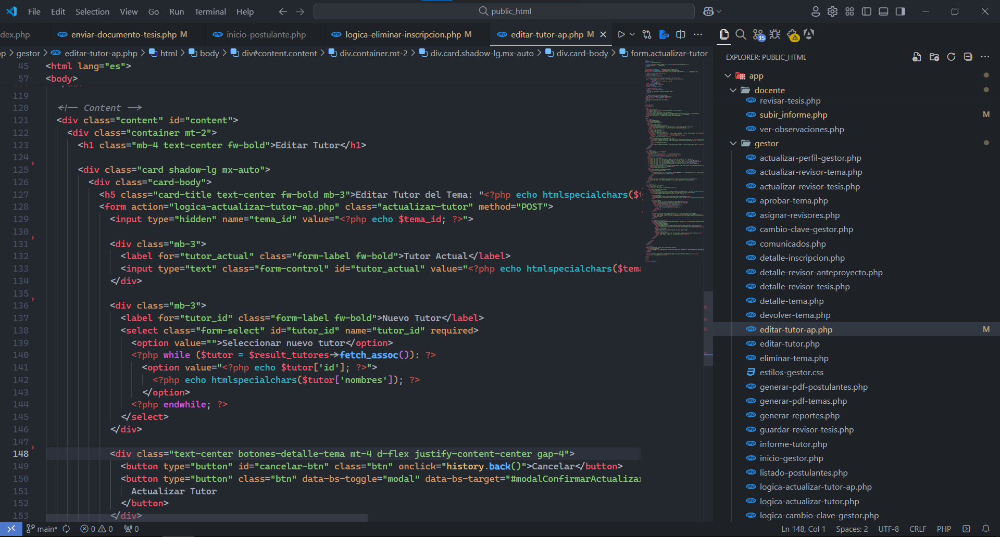 File Edit Selection View Go Run Terminal Help
public_html
dex.php
enviar-documento-tesis.php M
inicio-postulante.php
logica-eliminar-inscripcion.php M
editar-tutor-ap.php M
35
gestor > editar-tutor-ap.php > html > body > div#content.content > div.container.mt-2 > div.card.shadow-lg.mx-auto > div.card-body > form.actualizar-tutor
45 <html lang="es">
57 <body>
119
120 <!-- Content -->
121 <div class="content" id="content">
122 <div class="container mt-2">
123 <h1 class="mb-4 text-center fw-bold">Editar Tutor</h1>
124
125 <div class="card shadow-lg mx-auto">
126 <div class="card-body">
127 <h5 class="card-title text-center fw-bold mb-3">Editar Tutor del Tema: "<?php echo htmlspecialchars($t
128 <form action="logica-actualizar-tutor-ap.php" class="actualizar-tutor" method="POST">
129 <input type="hidden" name="tema_id" value="<?php echo $tema_id; ?>">
130
131 <div class="mb-3">
132 <label for="tutor_actual" class="form-label fw-bold">Tutor Actual</label>
133 <input type="text" class="form-control" id="tutor_actual" value="<?php echo htmlspecialchars($tema
134 </div>
135
136 <div class="mb-3">
137 <label for="tutor_id" class="form-label fw-bold">Nuevo Tutor</label>
138 <select class="form-select" id="tutor_id" name="tutor_id" required>
139 <option value="">Seleccionar nuevo tutor</option>
140 <?php while ($tutor = $result_tutores->fetch_assoc()): ?>
141 <option value="<?php echo $tutor['id']; ?>">
142 <?php echo htmlspecialchars($tutor['nombres']); ?>
143 </option>
144 <?php endwhile; ?>
145 </select>
146 </div>
147
148 <div class="text-center botones-detalle-tema mt-4 d-flex justify-content-center gap-4">
149 <button type="button" id="cancelar-btn" class="btn" onclick="history.back()">Cancelar</button>
150 <button type="button" class="btn" data-bs-toggle="modal" data-bs-target="#modalConfirmarActualizar
151 Actualizar Tutor
152 </button>
153 </div>
EXPLORER: PUBLIC_HTML
app
docente
revisar-tesis.php
subir_informe.php M
ver-observaciones.php
gestor
actualizar-perfil-gestor.php
actualizar-revisor-tema.php
actualizar-revisor-tesis.php
aprobar-tema.php
asignar-revisores.php
cambio-clave-gestor.php
comunicados.php
detalle-inscripcion.php
detalle-revisor-anteproyecto.php
detalle-revisor-tesis.php
detalle-tema.php
devolver-tema.php
editar-tutor-ap.php M
editar-tutor.php
eliminar-tema.php
estilos-gestor.css
generar-pdf-postulantes.php
generar-pdf-temas.php
generar-reportes.php
guardar-revisor-tesis.php
informe-tutor.php
inicio-gestor.php
listado-postulantes.php
logica-actualizar-tutor-ap.php
logica-actualizar-tutor.php
logica-cambio-clave-gestor.php
main* 0 0 0
Ln 148, Col 1 Spaces: 2 UTF-8 CRLF PHP